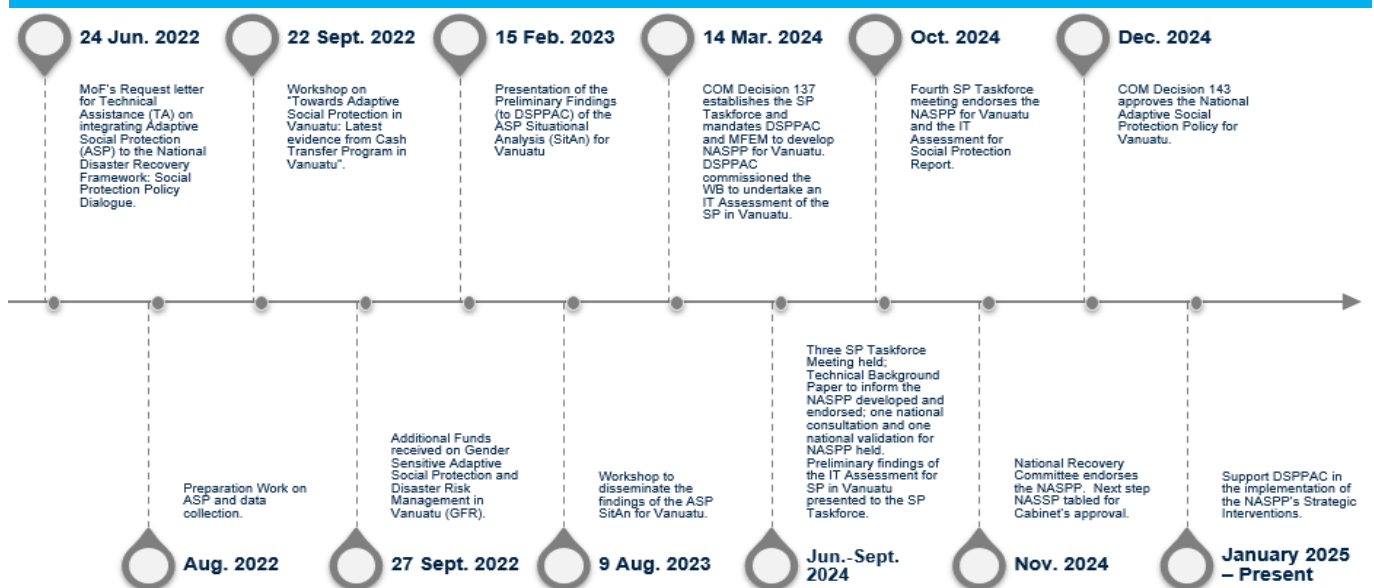 24 Jun. 2022
MoF's Request letter
for Technical
Assistance (TA) on
integrating Adaptive
Social Protection
(ASP) to the National
Disaster Recovery
Framework: Social
Protection Policy
Dialogue.
22 Sept. 2022
Workshop on
"Towards Adaptive
Social Protection in
Vanuatu: Latest
evidence from Cash
Transfer Program in
Vanuatu".
15 Feb. 2023
Presentation of the
Preliminary Findings
(to DSPPAC) of the
ASP Situational
Analysis (SitAn) for
Vanuatu
14 Mar. 2024
COM Decision 137
establishes the SP
Taskforce and
mandates DSPPAC
and MFEM to develop
NASPP for Vanuatu.
DSPPAC
commissioned the
WB to undertake an
IT Assessment of the
SP in Vanuatu.
Oct. 2024
Fourth SP Taskforce
meeting endorses the
NASPP for Vanuatu
and the IT
Assessment for
Social Protection
Report.
Dec. 2024
COM Decision 143
approves the National
Adaptive Social
Protection Policy for
Vanuatu.
Preparation Work on
ASP and data
collection.
Aug. 2022
Additional Funds
received on Gender
Sensitive Adaptive
Social Protection and
Disaster Risk
Management in
Vanuatu (GFR).
27 Sept. 2022
Workshop to
disseminate the
findings of the ASP
SitAn for Vanuatu.
9 Aug. 2023
Three SP Taskforce
Meeting held;
Technical Background
Paper to inform the
NASPP developed and
endorsed; one national
consultation and one
national validation for
NASPP held.
Preliminary findings of
the IT Assessment for
SP in Vanuatu
presented to the SP
Taskforce.
Jun.-Sept.
2024
National Recovery
Committee endorses
the NASPP.  Next step
NASSP tabled for
Cabinet's approval.
Nov. 2024
Support DSPPAC in
the implementation of
the NASPP's Strategic
Interventions.
January 2025
– Present